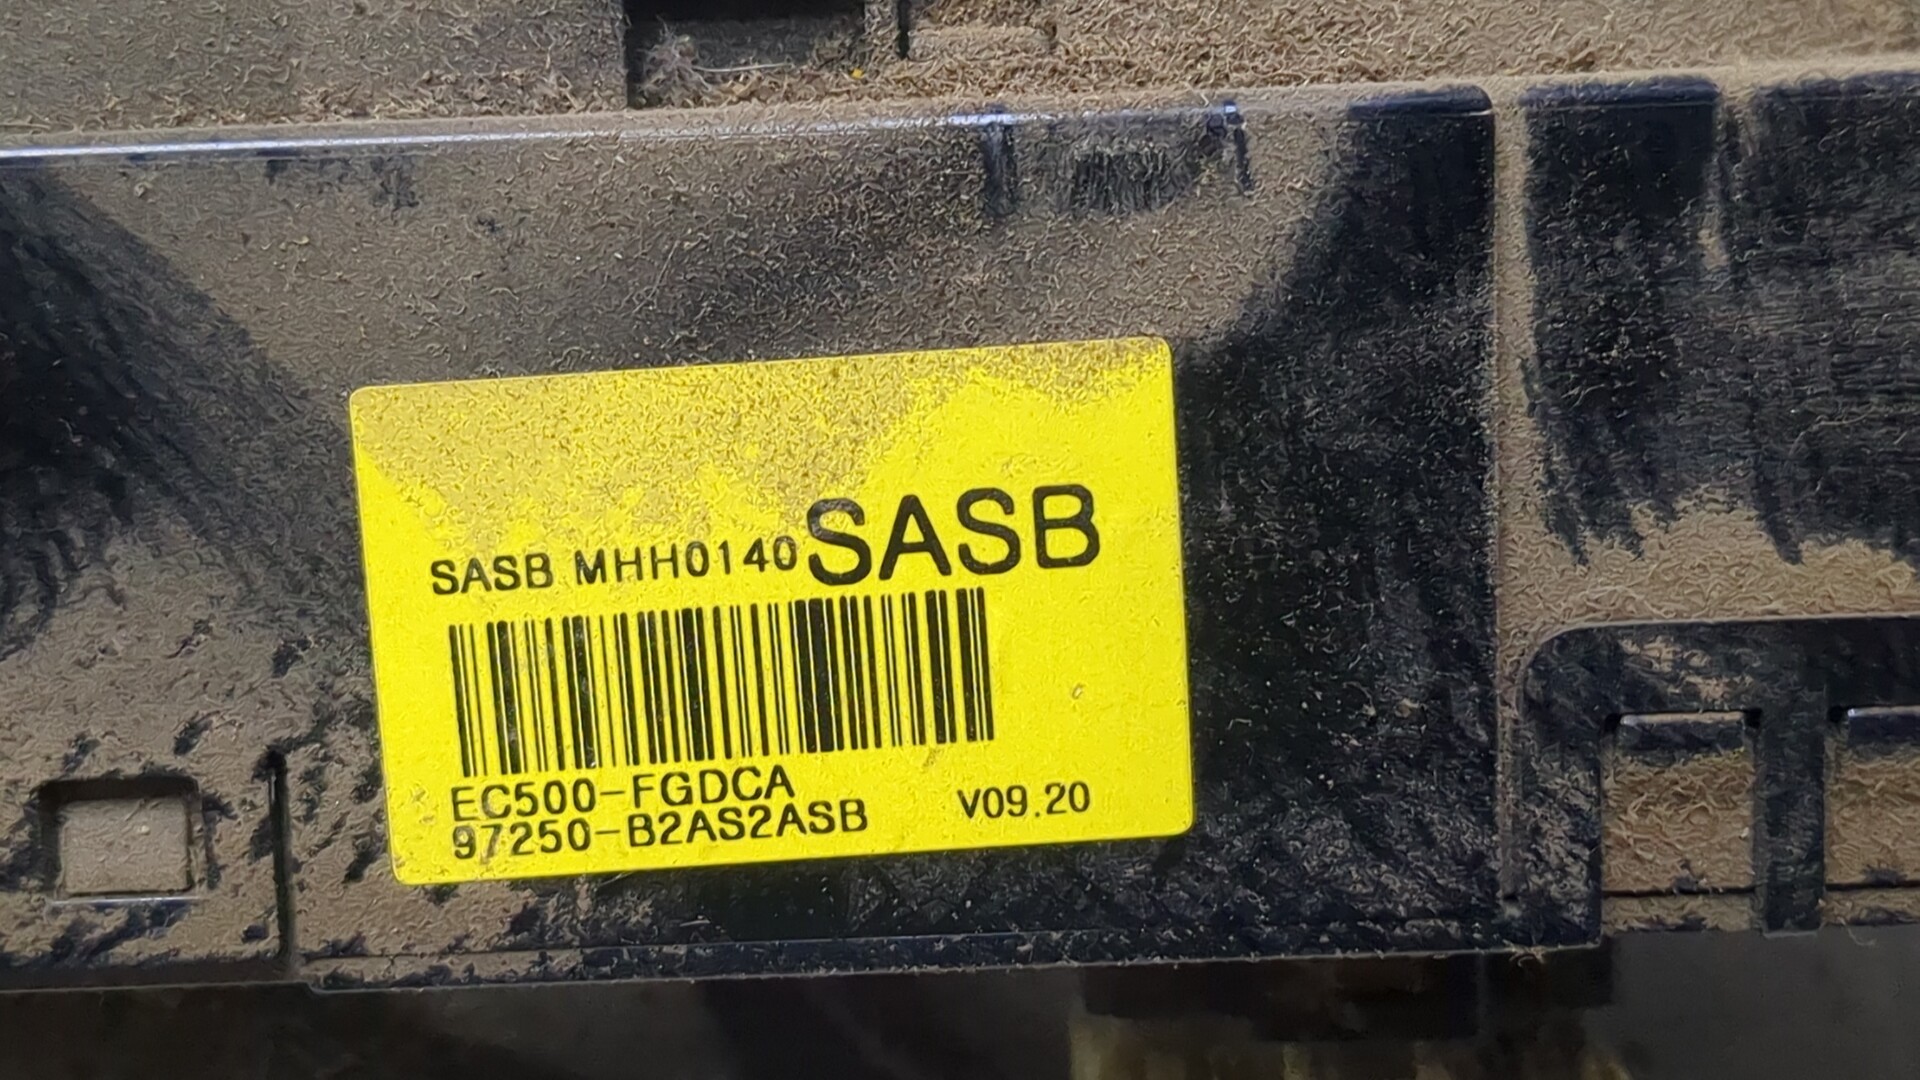 SASB MHH0140 SASB
EC500-FGDCA
97250-B2AS2ASB V09.20